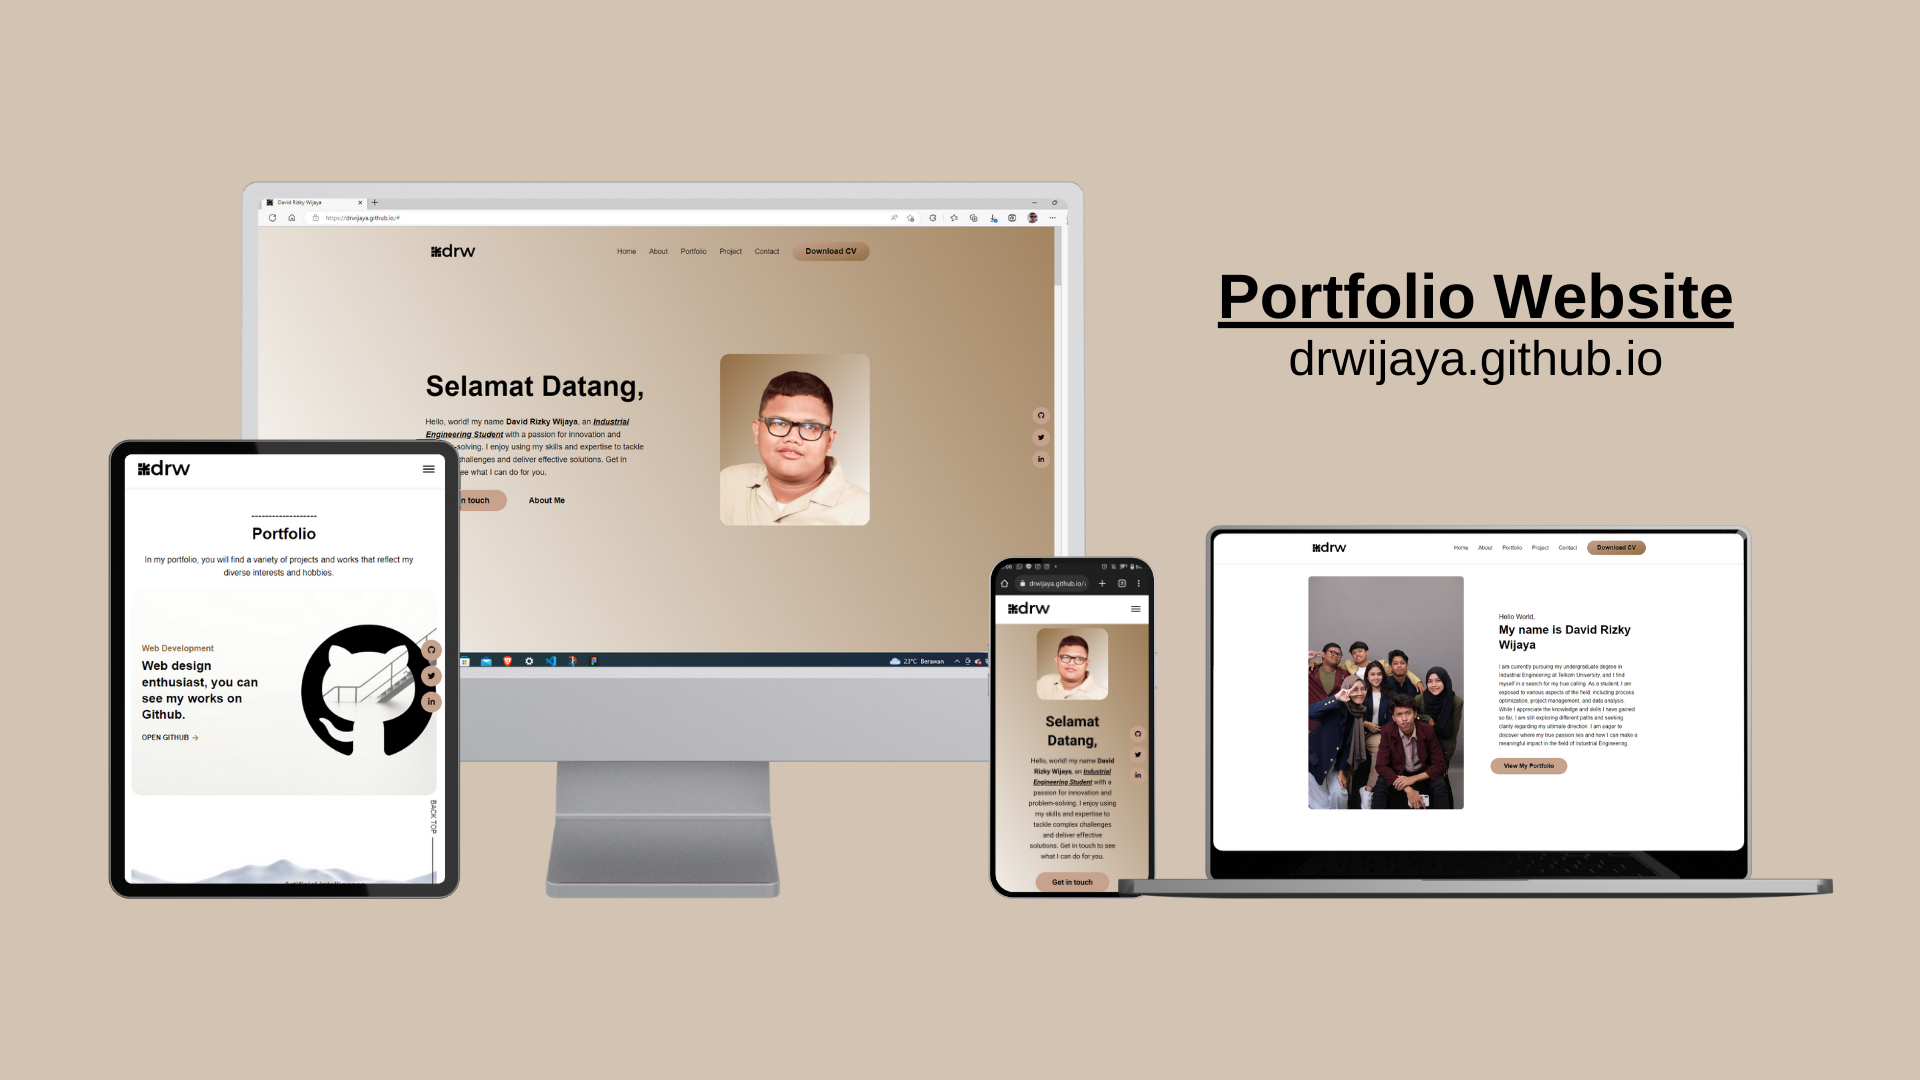 Portfolio Website
drwijaya.github.io
David Rizky Wijaya
https://drwijaya.github.io/#
drw
Home About Portfolio Project Contact Download CV
Selamat Datang,
Hello, world! my name David Rizky Wijaya, an Industrial
Engineering Student with a passion for innovation and
-solving. I enjoy using my skills and expertise to tackle
challenges and deliver effective solutions. Get in
ee what I can do for you.
n touch About Me
23°C Berawan
drw
Portfolio
In my portfolio, you will find a variety of projects and works that reflect my
diverse interests and hobbies.
Web Development
Web design
enthusiast, you can
see my works on
Github.
OPEN GITHUB →
BACK TOP
drwijaya.github.io/
drw
Selamat
Datang,
Hello, world! my name David
Rizky Wijaya, an Industrial
Engineering Student with a
passion for innovation and
problem-solving. I enjoy using
my skills and expertise to
tackle complex challenges
and deliver effective
solutions. Get in touch to see
what I can do for you.
Get in touch
drw
Home About Portfolio Project Contact Download CV
Hello World,
My name is David Rizky
Wijaya
I am currently pursuing my undergraduate degree in
Industrial Engineering at Telkom University, and I find
myself in a search for my true calling. As a student, I am
exposed to various aspects of the field, including process
optimization, project management, and data analysis.
While I appreciate the knowledge and skills I have gained
so far, I am still exploring different paths and seeking
clarity regarding my ultimate direction. I am eager to
discover where my true passion lies and how I can make a
meaningful impact in the field of Industrial Engineering
View My Portfolio